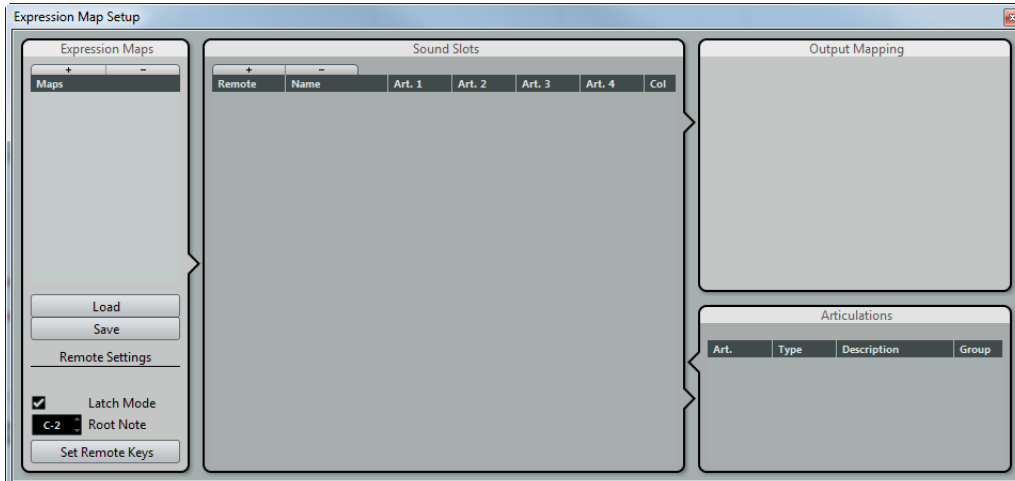 Expression Map Setup
Expression Maps
+ −
Maps
Load
Save
Remote Settings
Latch Mode
C-2 Root Note
Set Remote Keys
Sound Slots
+ −
Remote Name Art. 1 Art. 2 Art. 3 Art. 4 Col
Output Mapping
Articulations
Art. Type Description Group